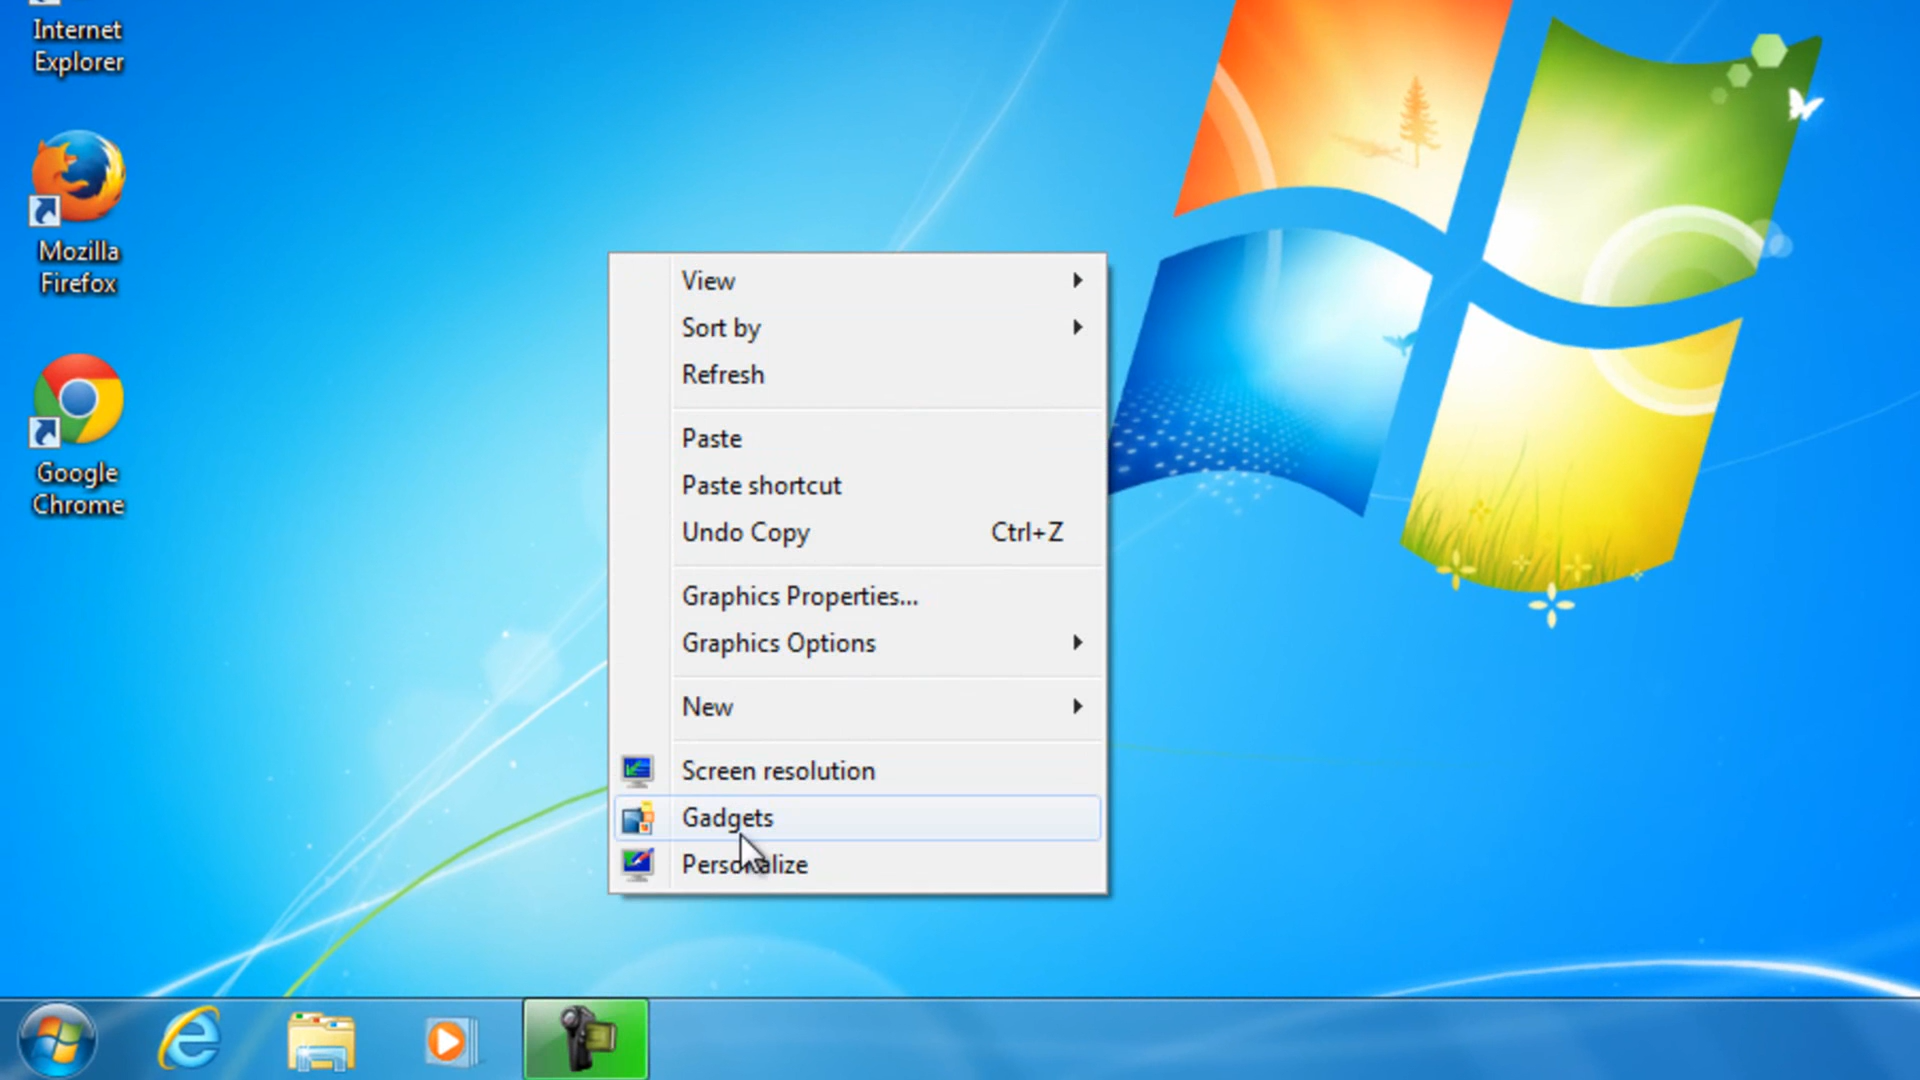 Internet
Explorer
Mozilla
Firefox
Google
Chrome
View
Sort by
Refresh
Paste
Paste shortcut
Undo Copy Ctrl+Z
Graphics Properties...
Graphics Options
New
Screen resolution
Gadgets
Personalize